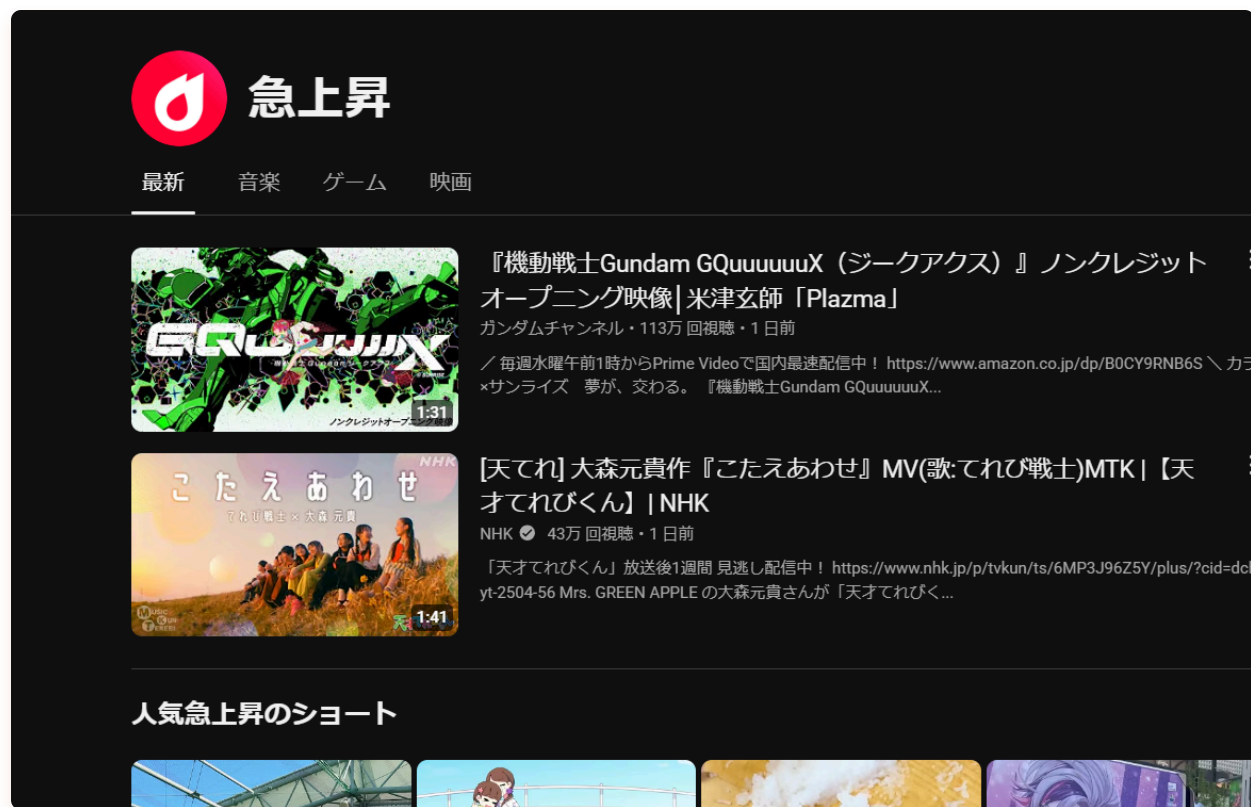 急上昇
最新 音楽 ゲーム 映画
『機動戦士Gundam GQuuuuuuX（ジークアクス）』ノンクレジット
オープニング映像│米津玄師「Plazma」
ガンダムチャンネル・113万 回視聴・1 日前
／ 毎週水曜午前1時からPrime Videoで国内最速配信中！ https://www.amazon.co.jp/dp/B0CY9RNB6S ＼ カラ
×サンライズ　夢が、交わる。 『機動戦士Gundam GQuuuuuuX...
GQuuuuuuX
ノンクレジットオープニング映像
1:31
[天てれ] 大森元貴作『こたえあわせ』MV(歌:てれび戦士)MTK |【天
才てれびくん】| NHK
NHK 43万 回視聴・1 日前
「天才てれびくん」放送後1週間 見逃し配信中！ https://www.nhk.jp/p/tvkun/ts/6MP3J96Z5Y/plus/?cid=dcl
yt-2504-56 Mrs. GREEN APPLE の大森元貴さんが「天才てれびく...
NHK
こたえあわせ
てれび戦士×大森元貴
MUSIC
KUN
TEREBI
天
1:41
人気急上昇のショート